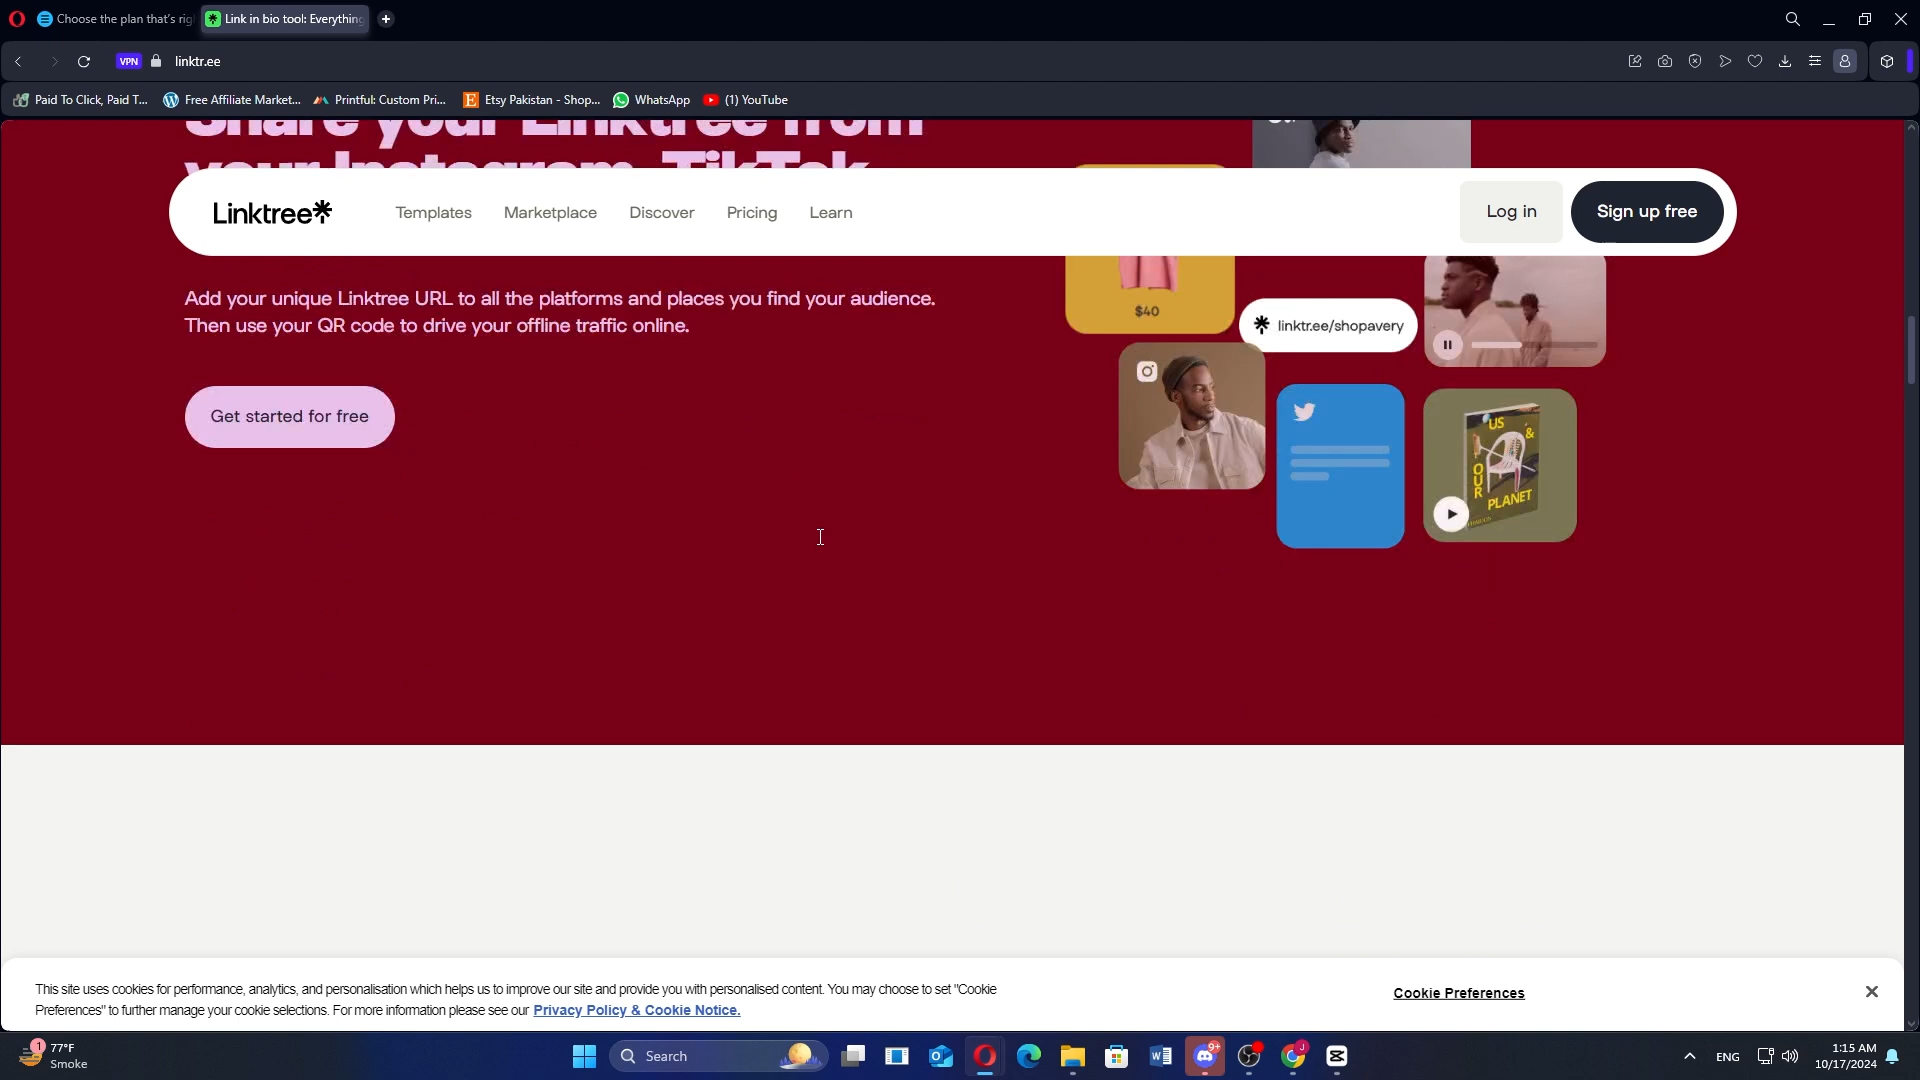 Choose the plan that's rig
Link in bio tool: Everything
VPN
linktr.ee
Paid To Click, Paid T...
Free Affiliate Market...
Printful: Custom Pri...
Etsy Pakistan - Shop...
WhatsApp
(1) YouTube
Share your Linktree from
your Instagram, TikTok
Linktree
Templates
Marketplace
Discover
Pricing
Learn
Log in
Sign up free
Add your unique Linktree URL to all the platforms and places you find your audience.
Then use your QR code to drive your offline traffic online.
Get started for free
$40
linktr.ee/shopavery
US
&
OUR
PLANET
This site uses cookies for performance, analytics, and personalisation which helps us to improve our site and provide you with personalised content. You may choose to set "Cookie
Preferences" to further manage your cookie selections. For more information please see our Privacy Policy & Cookie Notice.
Cookie Preferences
1
77°F
Smoke
Search
9+
J
ENG
1:15 AM
10/17/2024